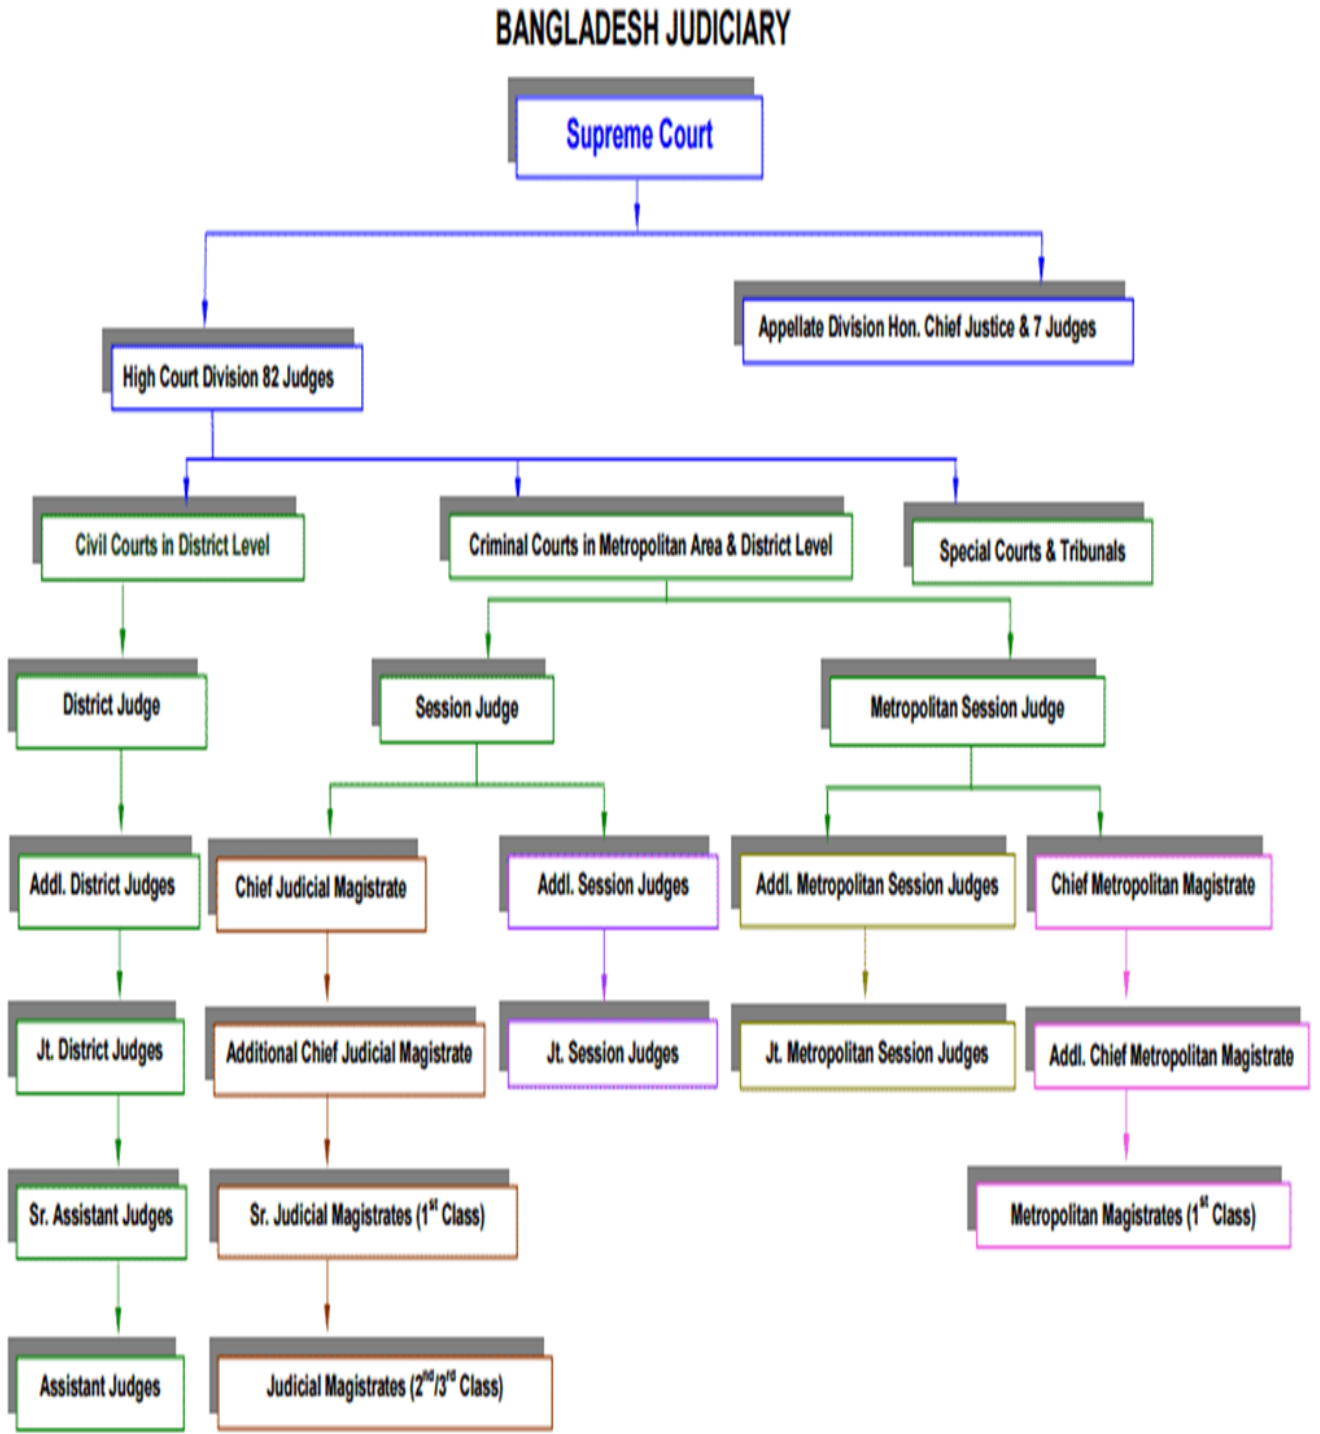 BANGLADESH JUDICIARY
Supreme Court
Appellate Division Hon. Chief Justice & 7 Judges
High Court Division 82 Judges
Civil Courts in District Level
Criminal Courts in Metropolitan Area & District Level
Special Courts & Tribunals
District Judge
Session Judge
Metropolitan Session Judge
Addl. District Judges
Chief Judicial Magistrate
Addl. Session Judges
Addl. Metropolitan Session Judges
Chief Metropolitan Magistrate
Jt. District Judges
Additional Chief Judicial Magistrate
Jt. Session Judges
Jt. Metropolitan Session Judges
Addl. Chief Metropolitan Magistrate
Sr. Assistant Judges
Sr. Judicial Magistrates (1st Class)
Metropolitan Magistrates (1st Class)
Assistant Judges
Judicial Magistrates (2nd/3rd Class)